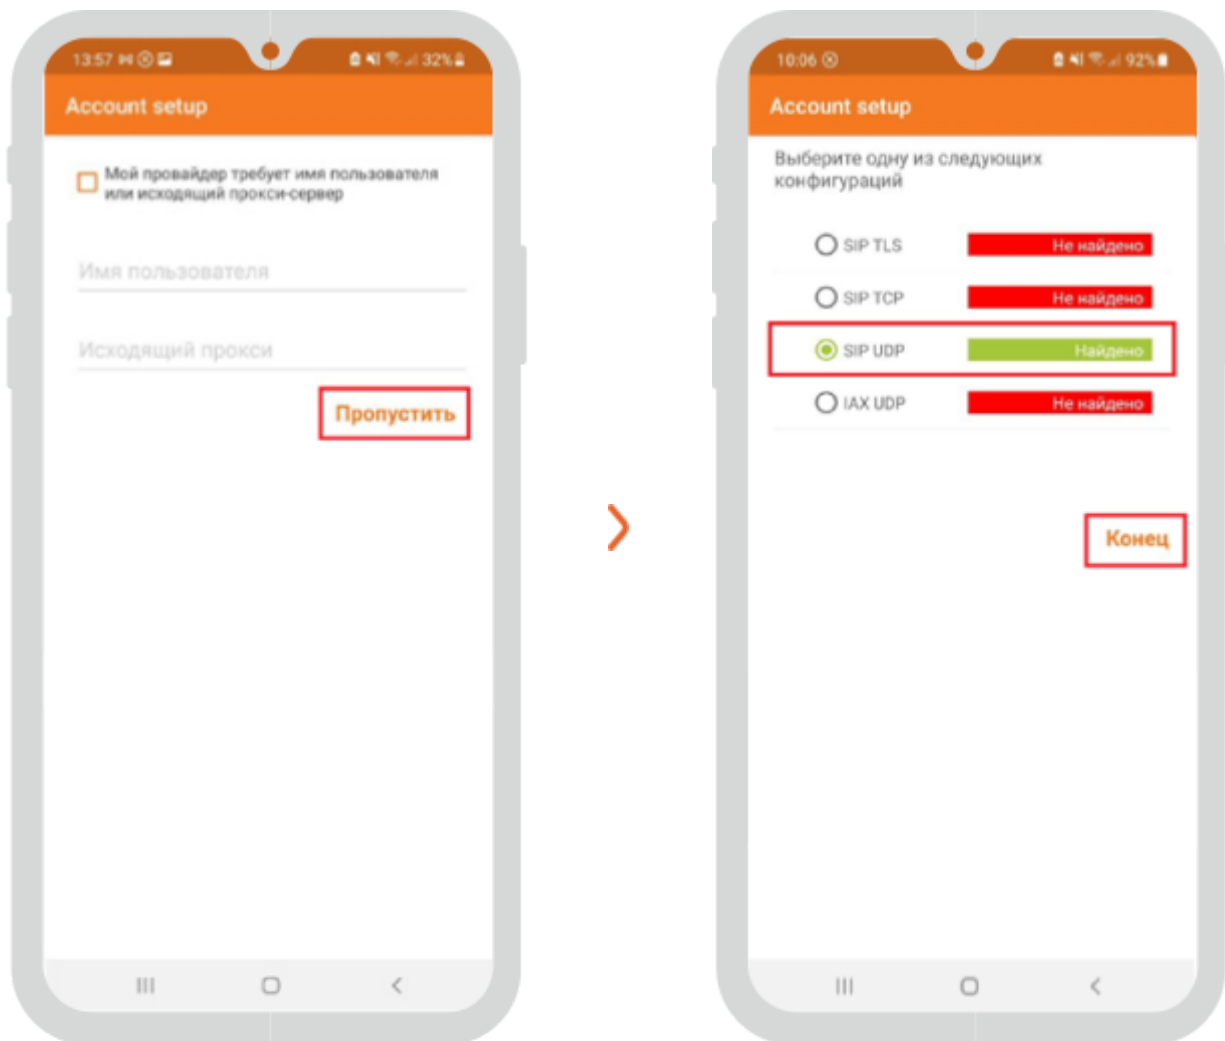 13:57
32%
Account setup
Мой провайдер требует имя пользователя
или исходящий прокси-сервер
Имя пользователя
Исходящий прокси
Пропустить
10:06
92%
Account setup
Выберите одну из следующих
конфигураций
SIP TLS Не найдено
SIP TCP Не найдено
SIP UDP Найдено
IAX UDP Не найдено
Конец